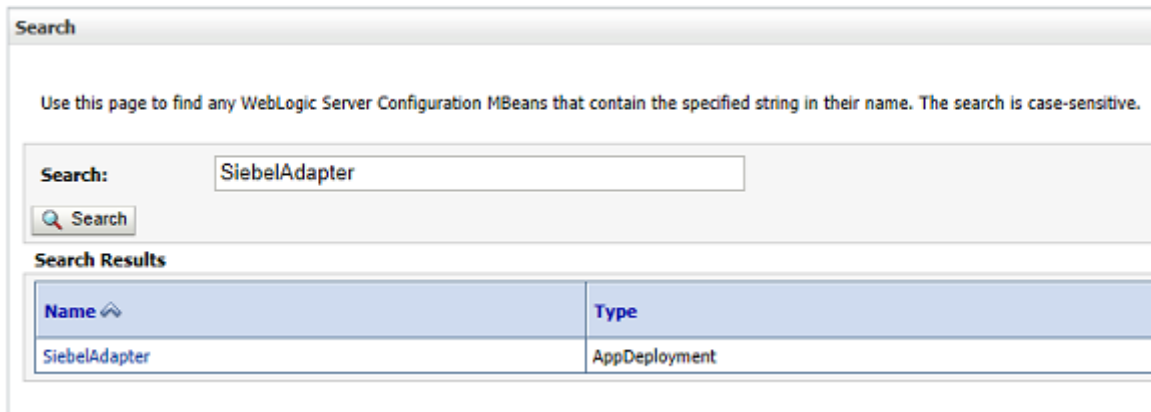 Search
Use this page to find any WebLogic Server Configuration MBeans that contain the specified string in their name. The search is case-sensitive.
Search: SiebelAdapter
Search
Search Results
Name Type
SiebelAdapter AppDeployment